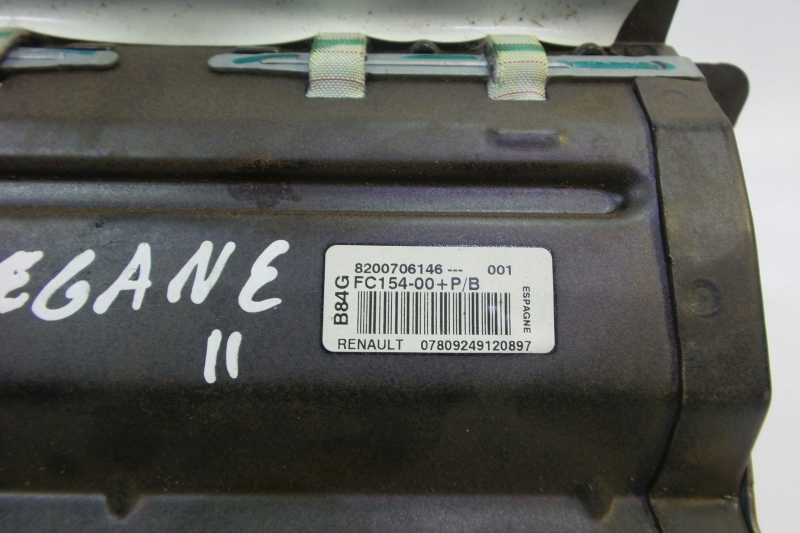 EGANE
II
8200706146 --- 001
B84G
FC154-00+P/B
ESPAGNE
RENAULT 07809249120897